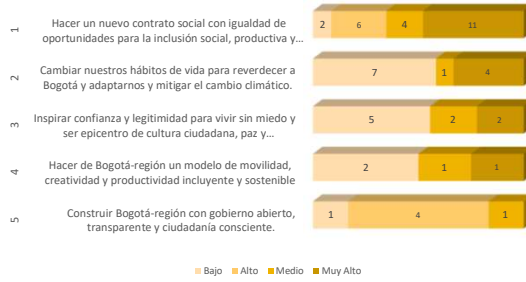 1
Hacer un nuevo contrato social con igualdad de
oportunidades para la inclusión social, productiva y…
2 6 4 11
2
Cambiar nuestros hábitos de vida para reverdecer a
Bogotá y adaptarnos y mitigar el cambio climático.
7 1 4
3
Inspirar confianza y legitimidad para vivir sin miedo y
ser epicentro de cultura ciudadana, paz y…
5 2 2
4
Hacer de Bogotá-región un modelo de movilidad,
creatividad y productividad incluyente y sostenible
2 1 1
5
Construir Bogotá-región con gobierno abierto,
transparente y ciudadanía consciente.
1 4 1
Bajo Alto Medio Muy Alto